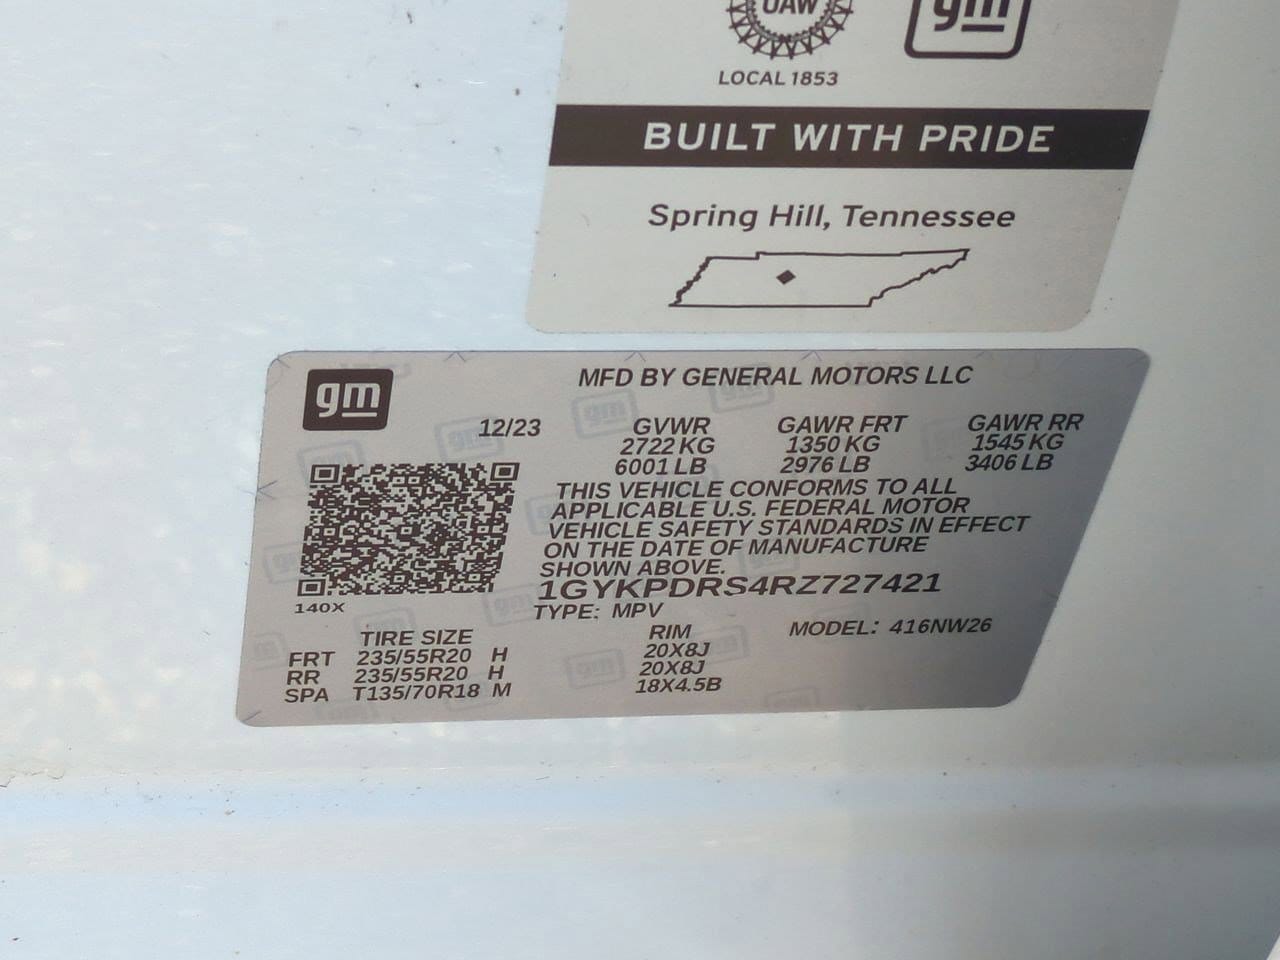 UAW
gm
LOCAL 1853
BUILT WITH PRIDE
Spring Hill, Tennessee
gm
MFD BY GENERAL MOTORS LLC
12/23 GVWR GAWR FRT GAWR RR
2722 KG 1350 KG 1545 KG
6001 LB 2976 LB 3406 LB
THIS VEHICLE CONFORMS TO ALL
APPLICABLE U.S. FEDERAL MOTOR
VEHICLE SAFETY STANDARDS IN EFFECT
ON THE DATE OF MANUFACTURE
SHOWN ABOVE.
1GYKPDRS4RZ727421
140X
TYPE: MPV
TIRE SIZE RIM MODEL: 416NW26
FRT 235/55R20 H 20X8J
RR 235/55R20 H 20X8J
SPA T135/70R18 M 18X4.5B